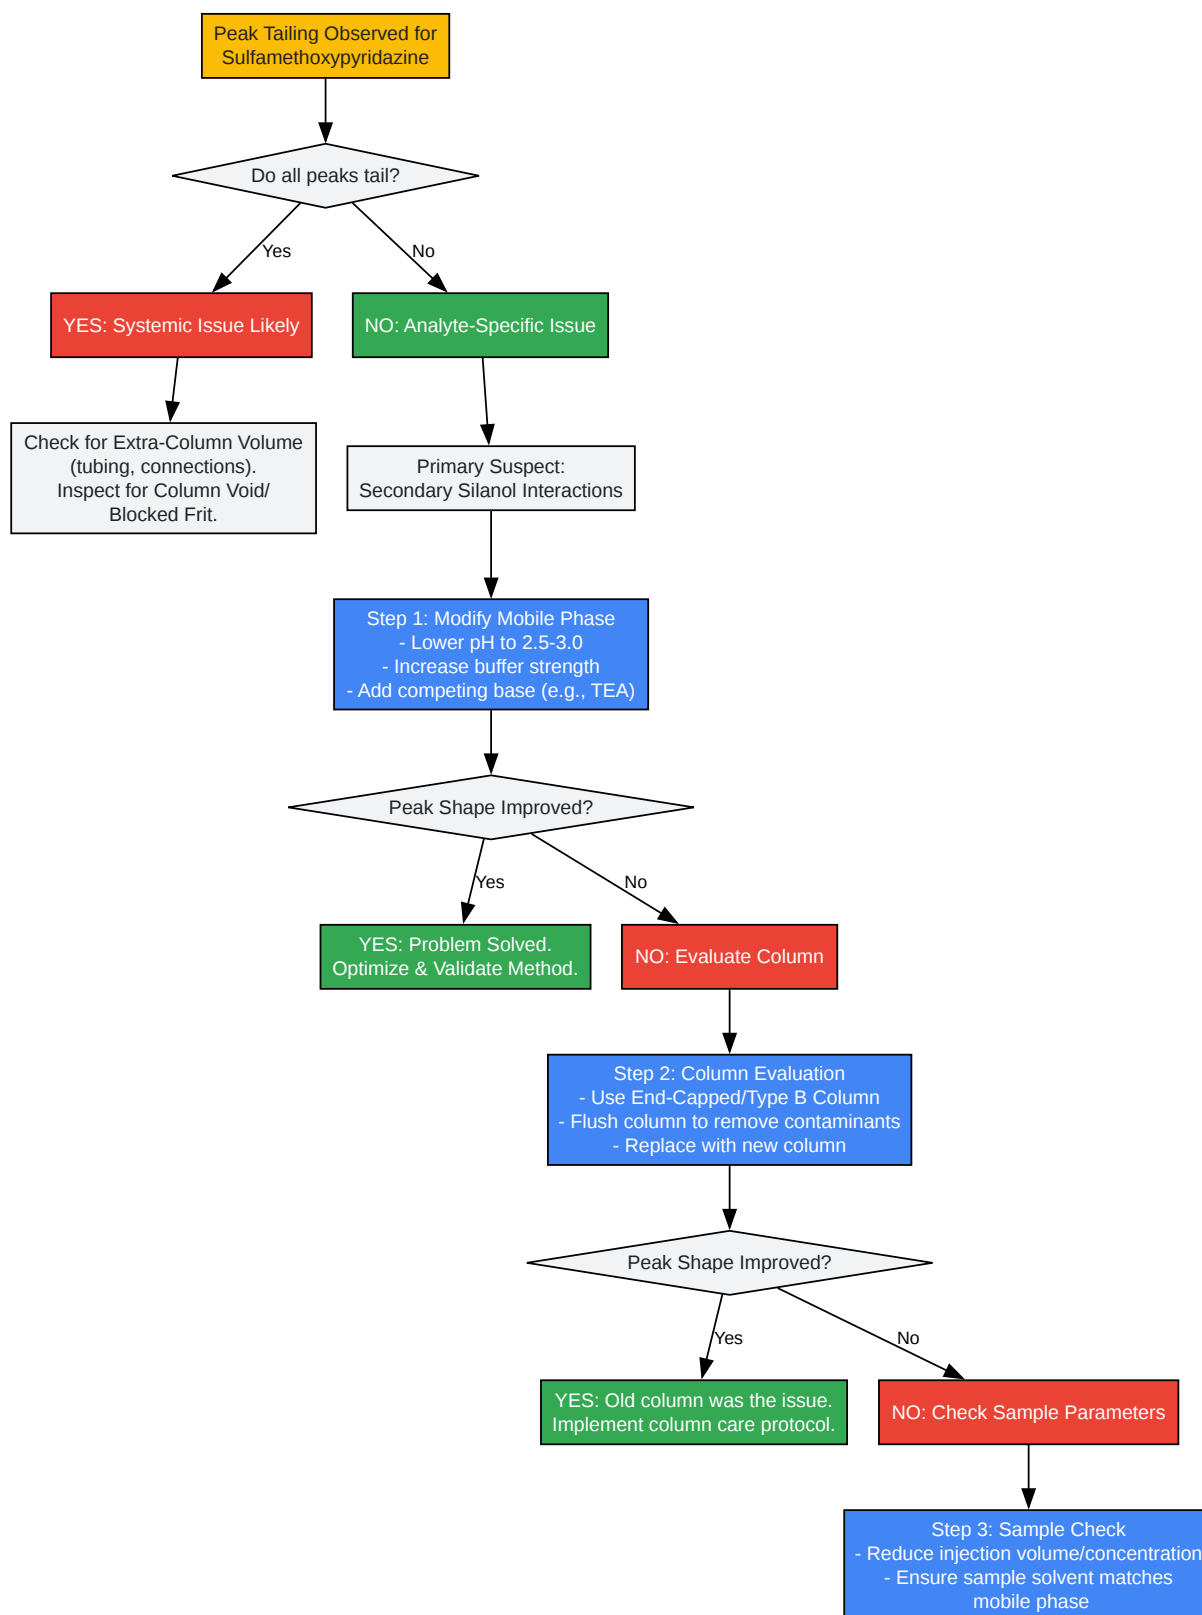 Peak Tailing Observed for
Sulfamethoxypyridazine
Do all peaks tail?
Yes
No
YES: Systemic Issue Likely
NO: Analyte-Specific Issue
Check for Extra-Column Volume
(tubing, connections).
Inspect for Column Void/
Blocked Frit.
Primary Suspect:
Secondary Silanol Interactions
Step 1: Modify Mobile Phase
- Lower pH to 2.5-3.0
- Increase buffer strength
- Add competing base (e.g., TEA)
Peak Shape Improved?
Yes
No
YES: Problem Solved.
Optimize & Validate Method.
NO: Evaluate Column
Step 2: Column Evaluation
- Use End-Capped/Type B Column
- Flush column to remove contaminants
- Replace with new column
Peak Shape Improved?
Yes
No
YES: Old column was the issue.
Implement column care protocol.
NO: Check Sample Parameters
Step 3: Sample Check
- Reduce injection volume/concentration
- Ensure sample solvent matches
mobile phase